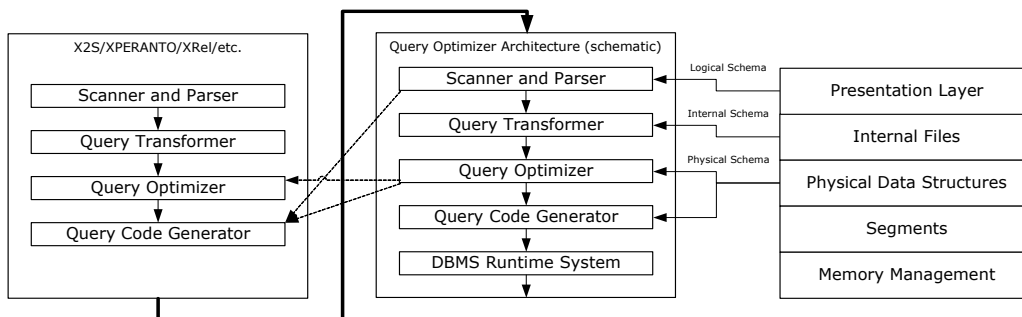 X2S/XPERANTO/XRel/etc.
Scanner and Parser
Query Transformer
Query Optimizer
Query Code Generator
Query Optimizer Architecture (schematic)
Scanner and Parser
Query Transformer
Query Optimizer
Query Code Generator
DBMS Runtime System
Logical Schema
Internal Schema
Physical Schema
Presentation Layer
Internal Files
Physical Data Structures
Segments
Memory Management